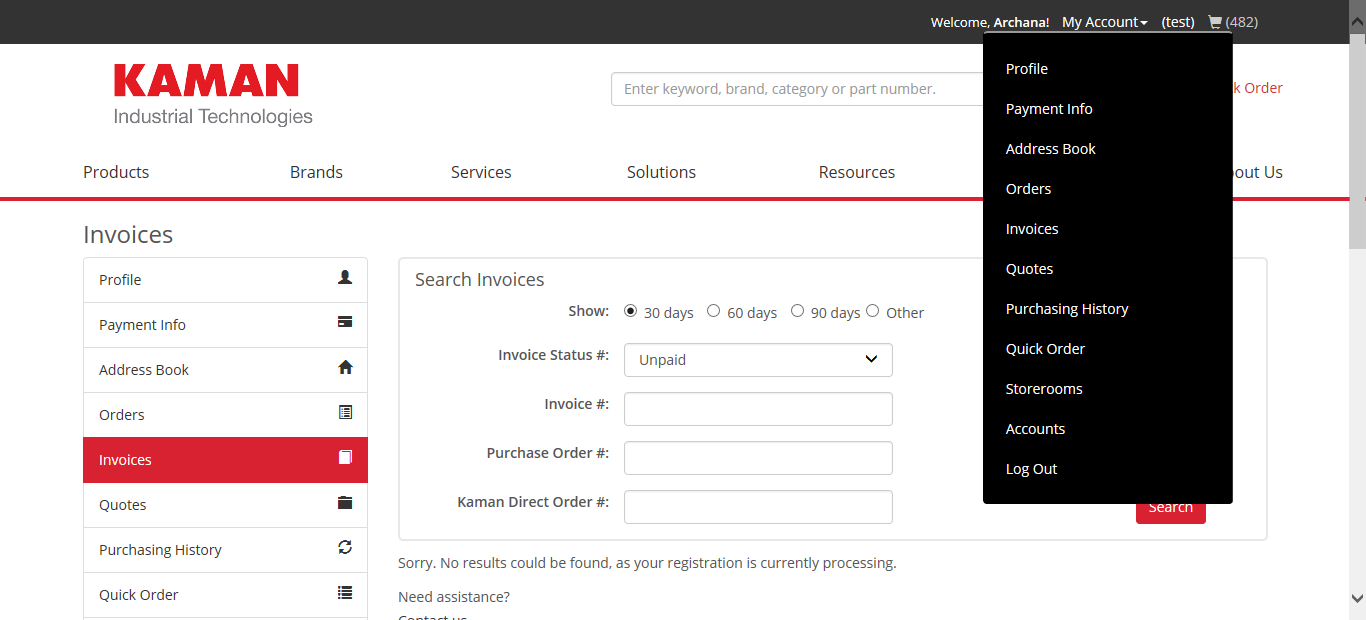 Welcome, Archana! My Account (test) (482)
KAMAN
Industrial Technologies
Enter keyword, brand, category or part number.
k Order
Products Brands Services Solutions Resources out Us
Profile
Payment Info
Address Book
Orders
Invoices
Quotes
Purchasing History
Quick Order
Storerooms
Accounts
Log Out
Invoices
Profile
Payment Info
Address Book
Orders
Invoices
Quotes
Purchasing History
Quick Order
Search Invoices
Show: 30 days 60 days 90 days Other
Invoice Status #: Unpaid
Invoice #:
Purchase Order #:
Kaman Direct Order #:
Search
Sorry. No results could be found, as your registration is currently processing.
Need assistance?
Contact us